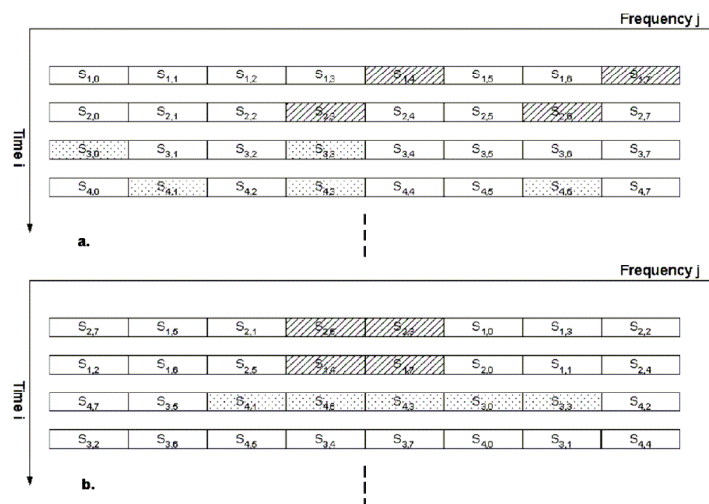 Frequency j
S1,0 S1,1 S1,2 S1,3 S1,4 S1,5 S1,6 S1,7
S2,0 S2,1 S2,2 S2,3 S2,4 S2,5 S2,6 S2,7
S3,0 S3,1 S3,2 S3,3 S3,4 S3,5 S3,6 S3,7
S4,0 S4,1 S4,2 S4,3 S4,4 S4,5 S4,6 S4,7
Time i
a.
Frequency j
S2,7 S1,5 S2,1 S2,6 S2,3 S1,0 S1,3 S2,2
S1,2 S1,6 S2,5 S1,4 S1,7 S2,0 S1,1 S2,4
S4,7 S3,5 S4,1 S4,6 S4,3 S3,0 S3,3 S4,2
S3,2 S3,6 S4,5 S3,4 S3,7 S4,0 S3,1 S4,4
Time i
b.